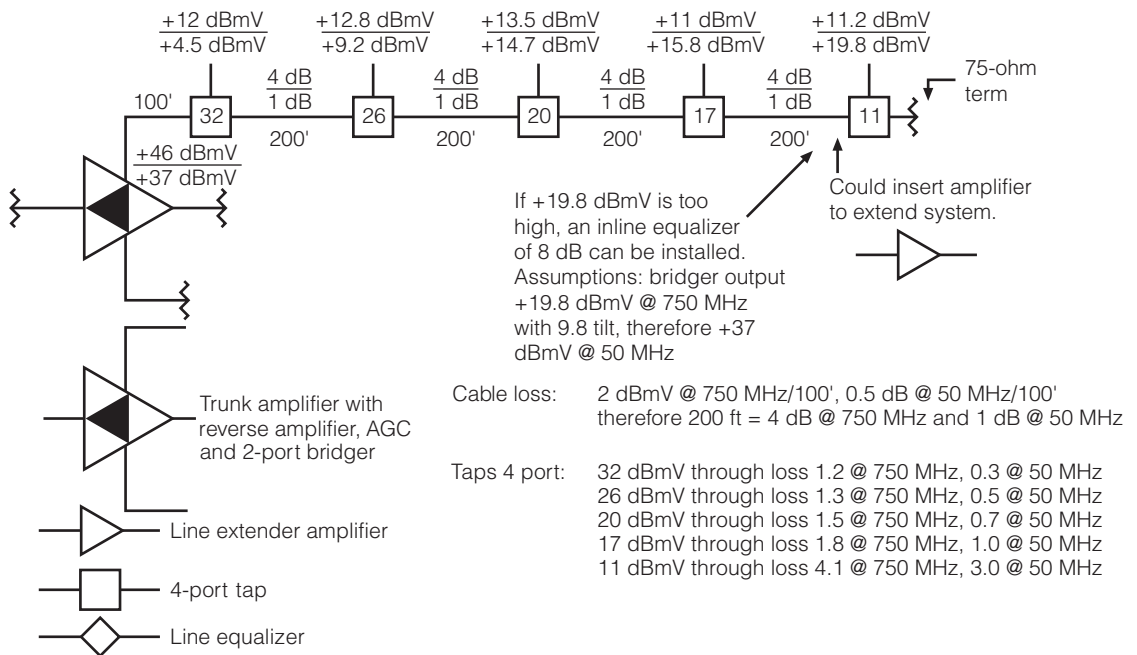 +12 dBmV
+4.5 dBmV
+12.8 dBmV
+9.2 dBmV
+13.5 dBmV
+14.7 dBmV
+11 dBmV
+15.8 dBmV
+11.2 dBmV
+19.8 dBmV
75-ohm
term
100'
32
4 dB
1 dB
200'
26
4 dB
1 dB
200'
20
4 dB
1 dB
200'
17
4 dB
1 dB
200'
11
+46 dBmV
+37 dBmV
If +19.8 dBmV is too
high, an inline equalizer
of 8 dB can be installed.
Assumptions: bridger output
+19.8 dBmV @ 750 MHz
with 9.8 tilt, therefore +37
dBmV @ 50 MHz
Could insert amplifier
to extend system.
Trunk amplifier with
reverse amplifier, AGC
and 2-port bridger
Line extender amplifier
4-port tap
Line equalizer
Cable loss: 2 dBmV @ 750 MHz/100', 0.5 dB @ 50 MHz/100'
therefore 200 ft = 4 dB @ 750 MHz and 1 dB @ 50 MHz
Taps 4 port: 32 dBmV through loss 1.2 @ 750 MHz, 0.3 @ 50 MHz
26 dBmV through loss 1.3 @ 750 MHz, 0.5 @ 50 MHz
20 dBmV through loss 1.5 @ 750 MHz, 0.7 @ 50 MHz
17 dBmV through loss 1.8 @ 750 MHz, 1.0 @ 50 MHz
11 dBmV through loss 4.1 @ 750 MHz, 3.0 @ 50 MHz